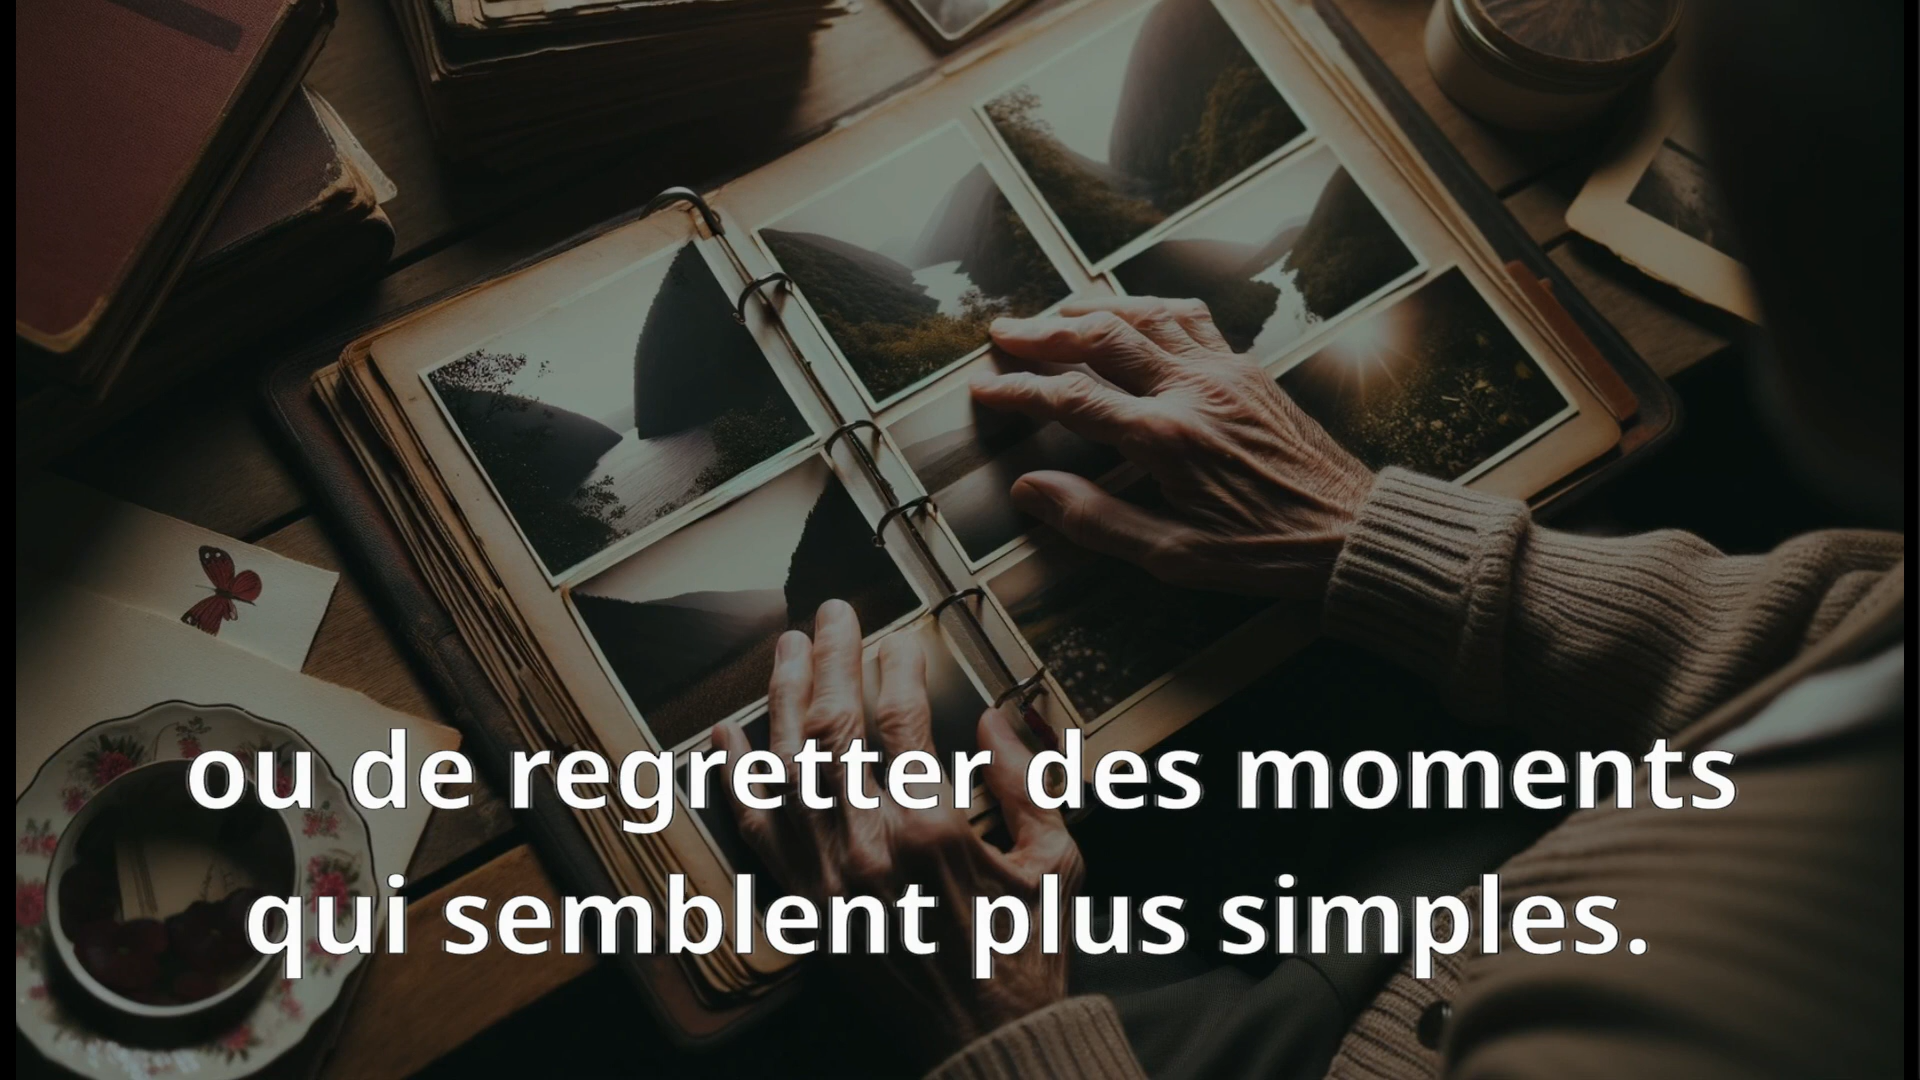 ou de regretter des moments
qui semblent plus simples.